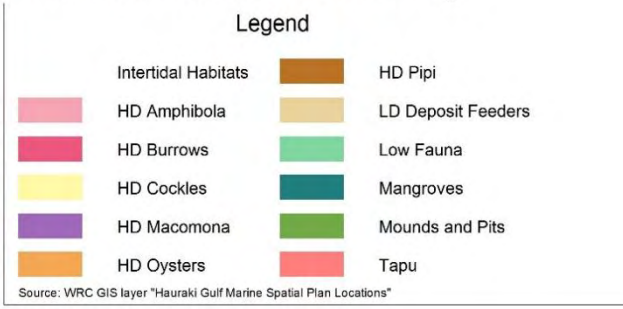 Legend
Intertidal Habitats
HD Amphibola
HD Burrows
HD Cockles
HD Macomona
HD Oysters
HD Pipi
LD Deposit Feeders
Low Fauna
Mangroves
Mounds and Pits
Tapu
Source: WRC GIS layer "Hauraki Gulf Marine Spatial Plan Locations"